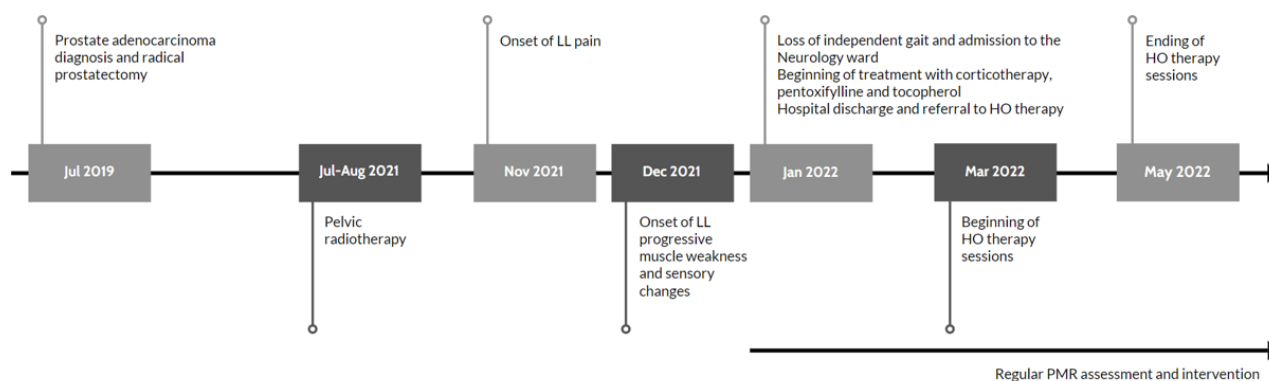 Prostate adenocarcinoma
diagnosis and radical
prostatectomy
Onset of LL pain
Loss of independent gait and admission to the
Neurology ward
Beginning of treatment with corticotherapy,
pentoxifylline and tocopherol
Hospital discharge and referral to HO therapy
Ending of
HO therapy
sessions
Jul 2019
Jul-Aug 2021
Nov 2021
Dec 2021
Jan 2022
Mar 2022
May 2022
Pelvic
radiotherapy
Onset of LL
progressive
muscle weakness
and sensory
changes
Beginning of
HO therapy
sessions
Regular PMR assessment and intervention